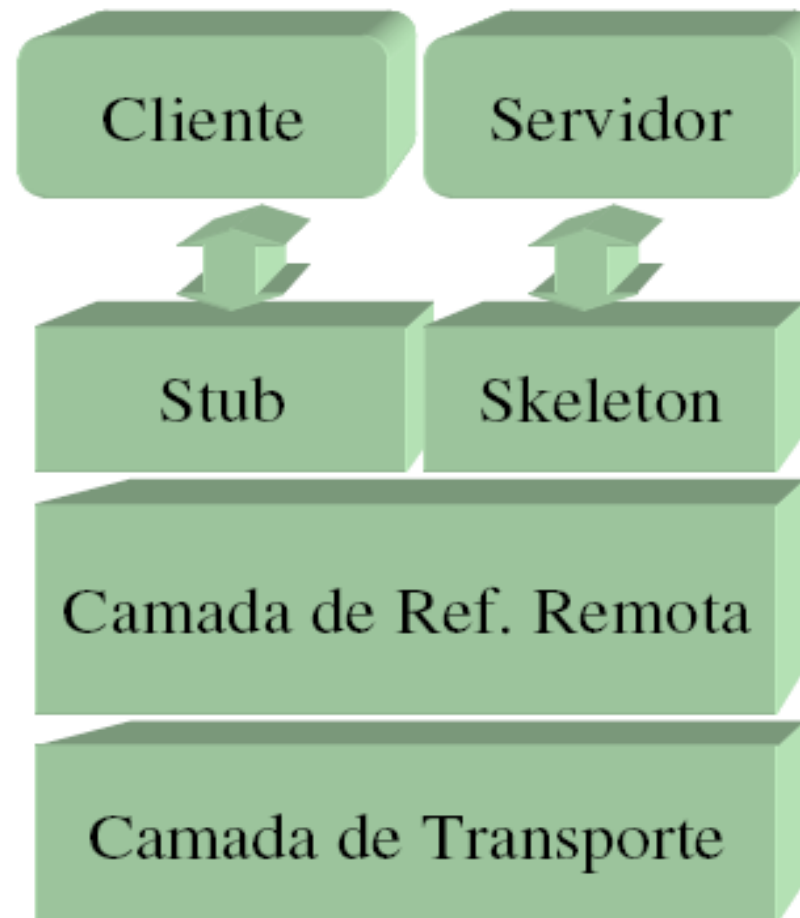 Cliente
Servidor
Stub
Skeleton
Camada de Ref. Remota
Camada de Transporte